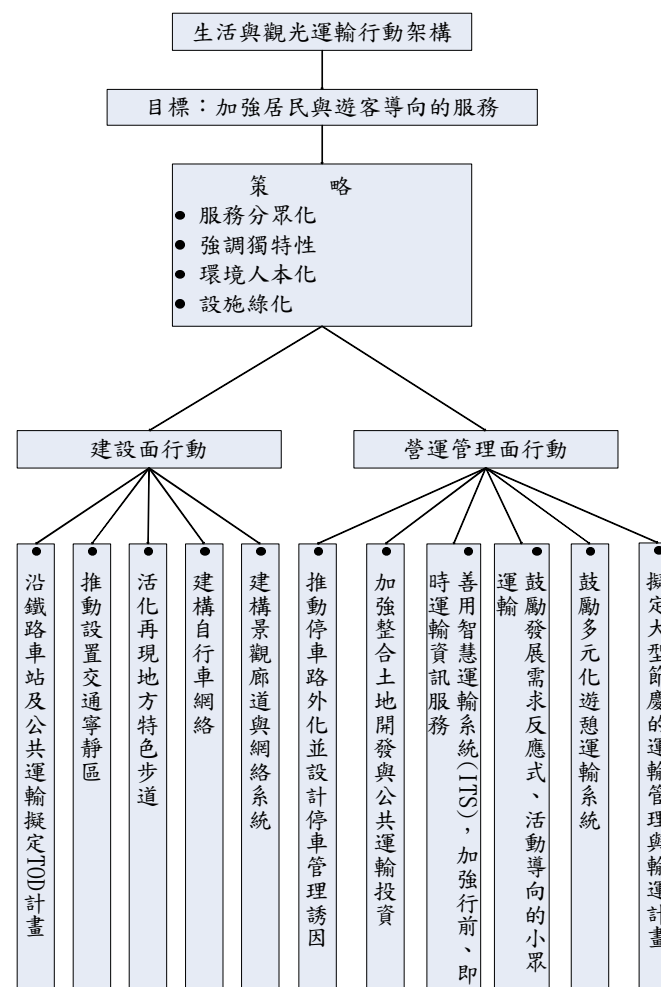 生活與觀光運輸行動架構
目標：加強居民與遊客導向的服務
策　　略
● 服務分眾化
● 強調獨特性
● 環境人本化
● 設施綠化
建設面行動
營運管理面行動
● 沿鐵路車站及公共運輸擬定TOD計畫
● 推動設置交通寧靜區
● 活化再現地方特色步道
● 建構自行車網絡
● 建構景觀廊道與網絡系統
● 推動停車路外化並設計停車管理誘因
● 加強整合土地開發與公共運輸投資
● 善用智慧運輸系統(ITS)，加強行前、即
時運輸資訊服務
● 鼓勵發展需求反應式、活動導向的小眾
運輸
● 鼓勵多元化遊憩運輸系統
● 擬定大型節慶的運輸管理與輸運計畫